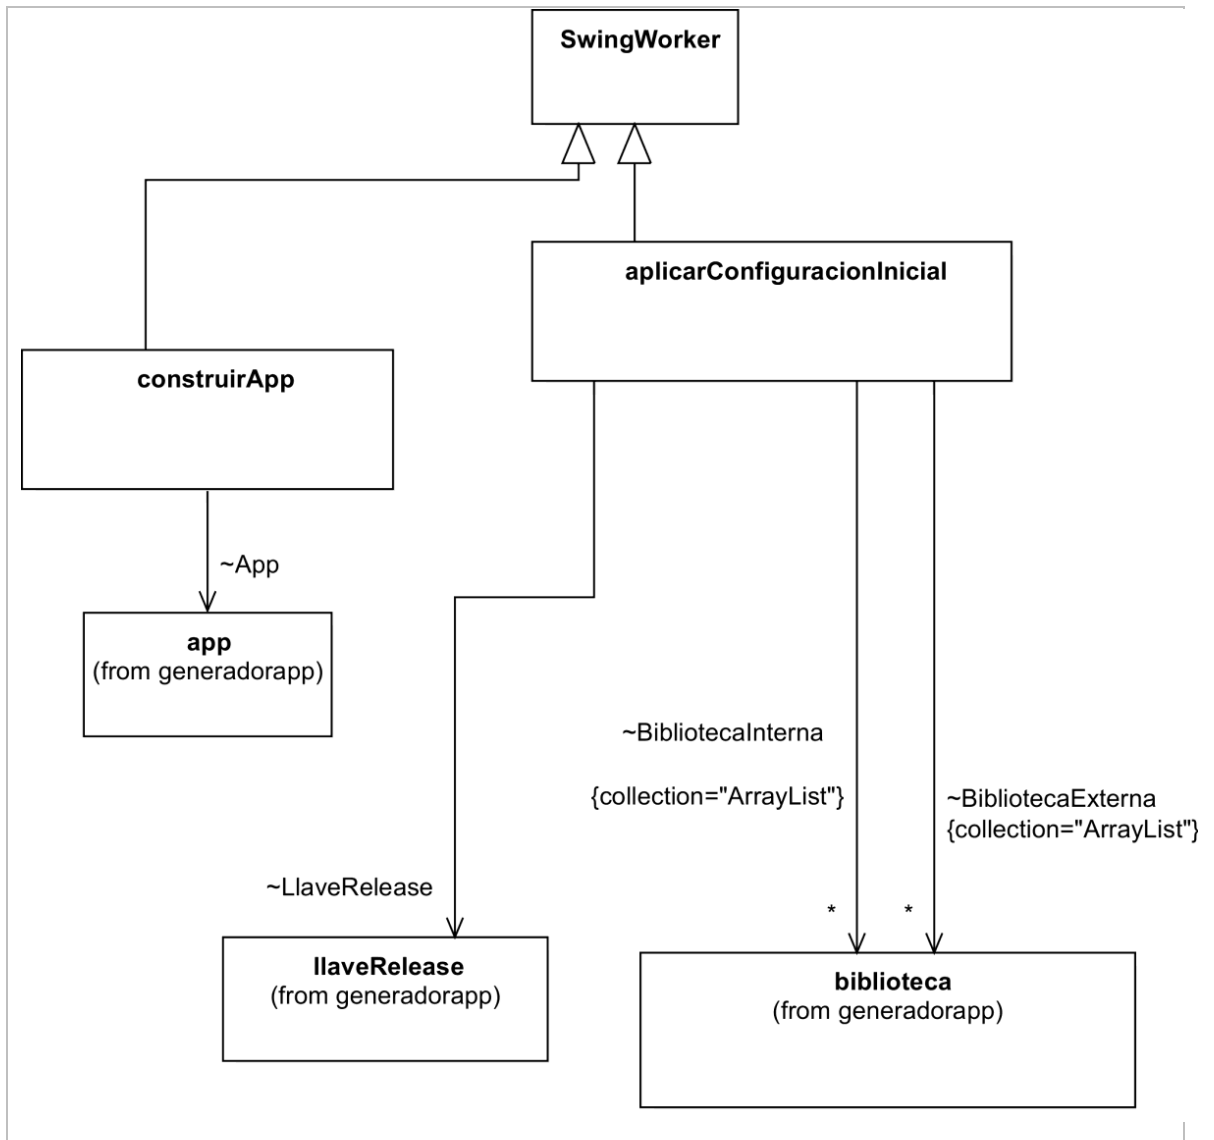 SwingWorker
aplicarConfiguracionInicial
construirApp
~App
app
(from generadorapp)
~BibliotecaInterna
{collection="ArrayList"}
~BibliotecaExterna
{collection="ArrayList"}
~LlaveRelease
*
*
llaveRelease
(from generadorapp)
biblioteca
(from generadorapp)